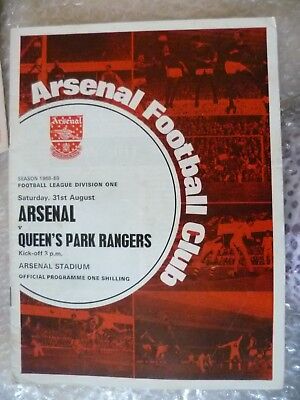 Arsenal Football Club
Arsenal
SEASON 1968-69
FOOTBALL LEAGUE DIVISION ONE
Saturday, 31st August
ARSENAL
v
QUEEN'S PARK RANGERS
Kick-off 3 p.m.
ARSENAL STADIUM
OFFICIAL PROGRAMME ONE SHILLING